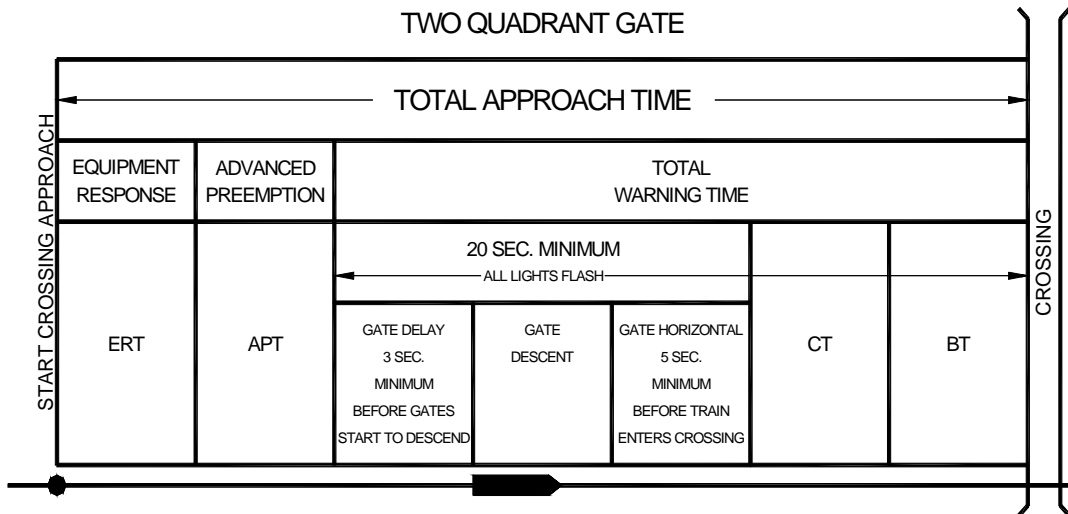 TWO QUADRANT GATE
TOTAL APPROACH TIME
START CROSSING APPROACH
EQUIPMENT
RESPONSE
ADVANCED
PREEMPTION
TOTAL
WARNING TIME
20 SEC. MINIMUM
ALL LIGHTS FLASH
ERT
APT
GATE DELAY
3 SEC.
MINIMUM
BEFORE GATES
START TO DESCEND
GATE
DESCENT
GATE HORIZONTAL
5 SEC.
MINIMUM
BEFORE TRAIN
ENTERS CROSSING
CT
BT
CROSSING